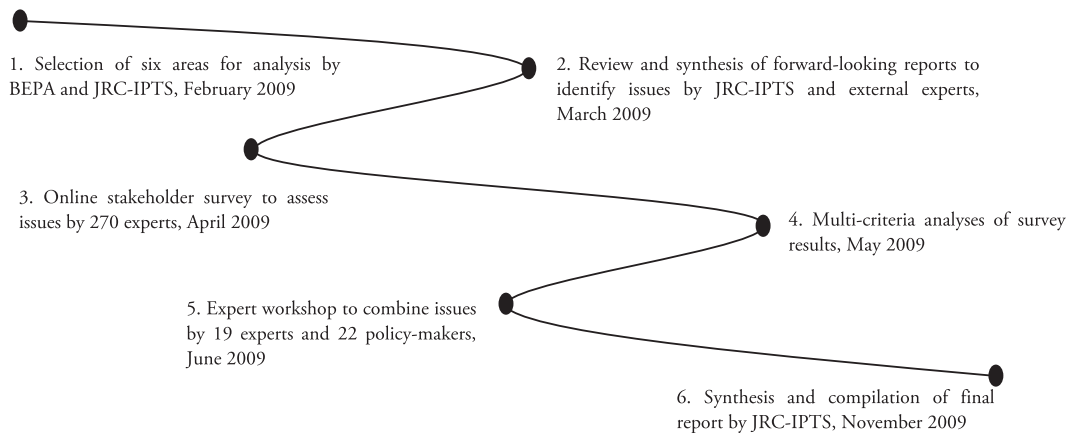 1. Selection of six areas for analysis by
BEPA and JRC-IPTS, February 2009
2. Review and synthesis of forward-looking reports to
identify issues by JRC-IPTS and external experts,
March 2009
3. Online stakeholder survey to assess
issues by 270 experts, April 2009
4. Multi-criteria analyses of survey
results, May 2009
5. Expert workshop to combine issues
by 19 experts and 22 policy-makers,
June 2009
6. Synthesis and compilation of final
report by JRC-IPTS, November 2009